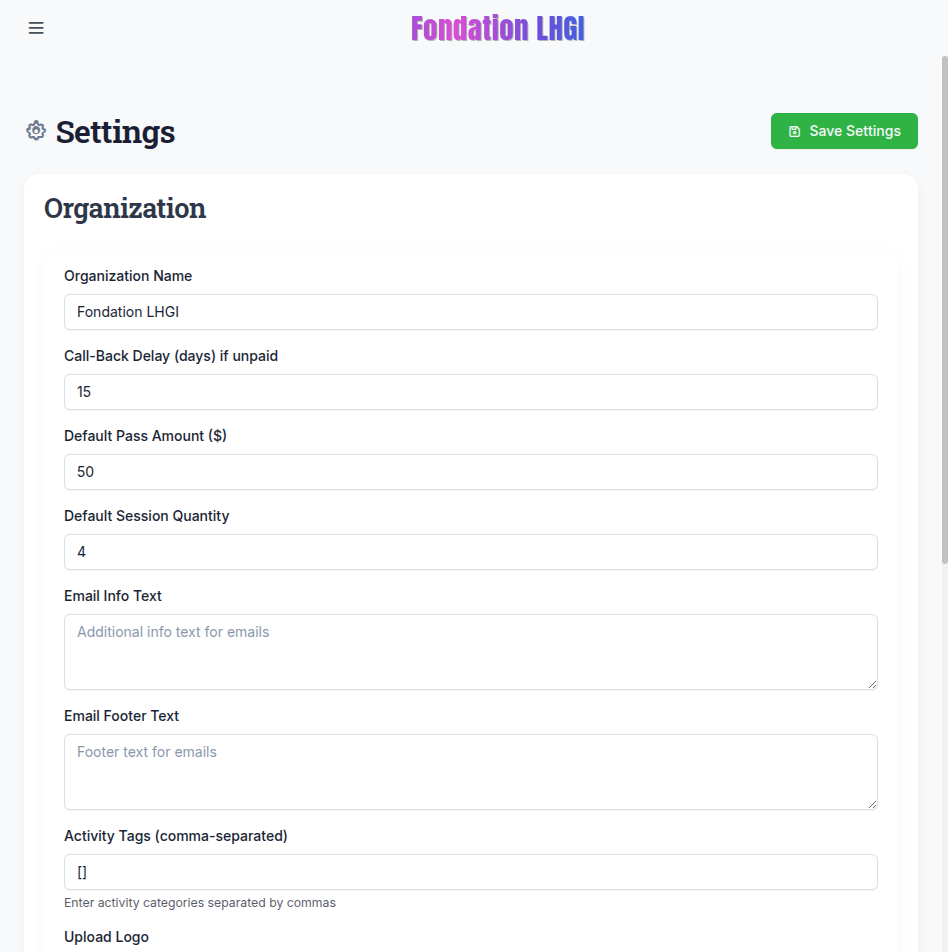 Fondation LHGI
Settings
Save Settings
Organization
Organization Name
Fondation LHGI
Call-Back Delay (days) if unpaid
15
Default Pass Amount ($)
50
Default Session Quantity
4
Email Info Text
Additional info text for emails
Email Footer Text
Footer text for emails
Activity Tags (comma-separated)
[]
Enter activity categories separated by commas
Upload Logo